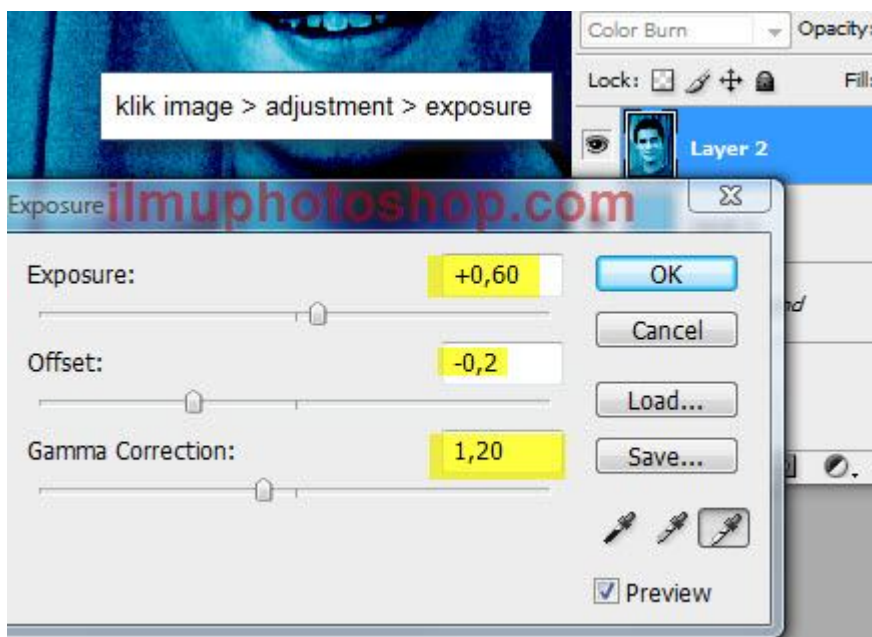 Color Burn Opacity:
Lock: Fill:
klik image > adjustment > exposure
Layer 2
Exposure
ilmuphotoshop.com
Exposure: +0,60 OK
Cancel
Offset: -0,2
Load...
Gamma Correction: 1,20 Save...
Preview